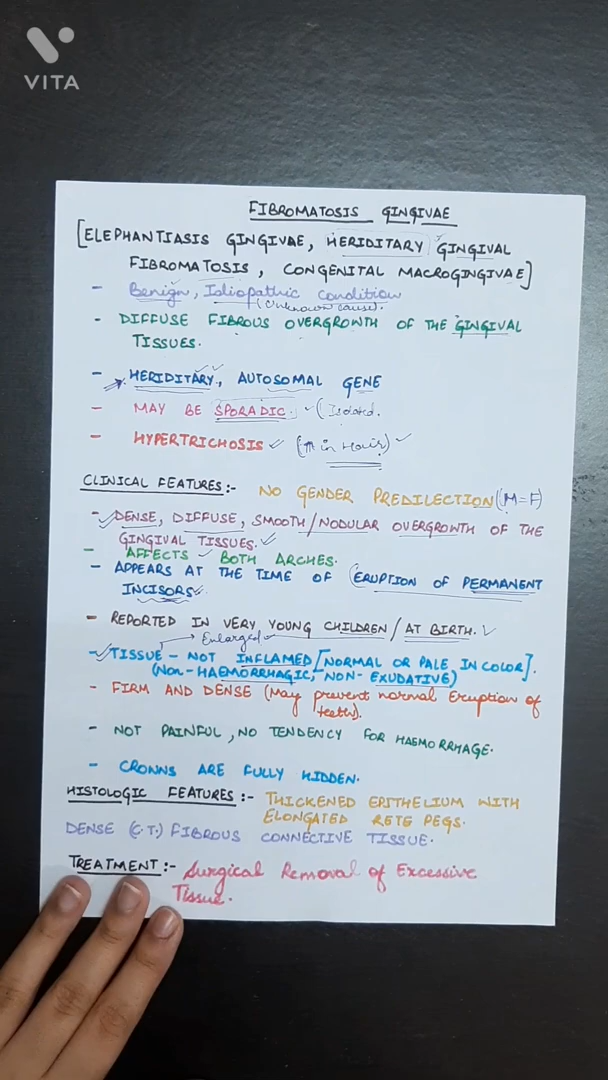 VITA
FIBROMATOSIS GINGIVAE
[ELEPHANTIASIS GINGIVAE, HERIDITARY GINGIVAL
FIBROMATOSIS, CONGENITAL MACROGINGIVAE]
- Benign, Idiopathic condition
(Unknown cause).
- DIFFUSE FIBROUS OVERGROWTH OF THE GINGIVAL
TISSUES.
- HERIDITARY, AUTOSOMAL GENE
- MAY BE SPORADIC. (Isolated.
- HYPERTRICHOSIS (↑ in Hair)
CLINICAL FEATURES:- NO GENDER PREDILECTION (M=F)
- DENSE, DIFFUSE, SMOOTH/NODULAR OVERGROWTH OF THE
GINGIVAL TISSUES.
- AFFECTS BOTH ARCHES.
- APPEARS AT THE TIME OF (ERUPTION OF PERMANENT
INCISORS.
- REPORTED IN VERY YOUNG CHILDREN/AT BIRTH.
→ Enlarged
- TISSUE - NOT INFLAMED [NORMAL OR PALE IN COLOR].
(NON-HAEMORRHAGIC, NON-EXUDATIVE)
- FIRM AND DENSE (May prevent normal Eruption of
teeth).
- NOT PAINFUL, NO TENDENCY FOR HAEMORRHAGE.
- CROWNS ARE FULLY HIDDEN.
HISTOLOGIC FEATURES:- THICKENED EPITHELIUM WITH
ELONGATED RETE PEGS.
DENSE (C.T.) FIBROUS CONNECTIVE TISSUE.
TREATMENT:- Surgical Removal of Excessive
Tissue.